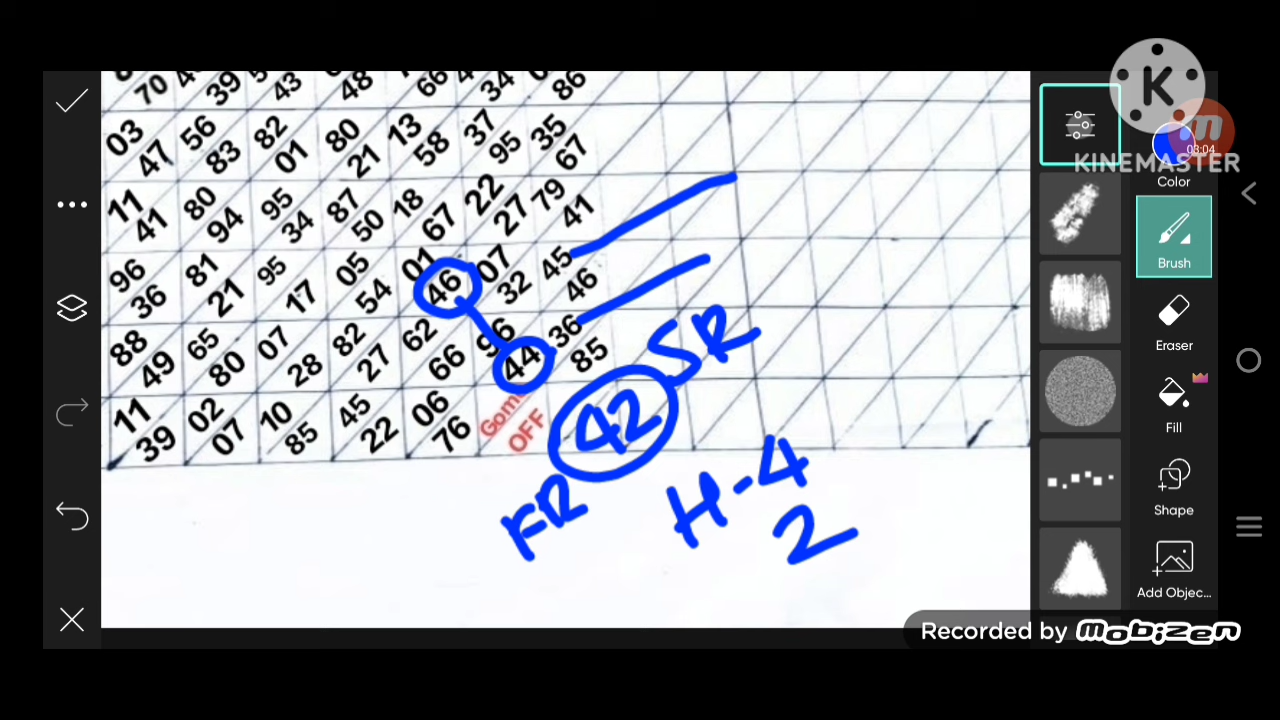 70 39 43 48 66 34 86
03 56 82 80 13 37 35
47 83 01 21 58 95 67
11 80 95 87 18 22 79
41 94 34 50 67 27 41
96 81 95 05 01 07 45
36 21 17 54 46 32 46
88 65 07 82 62 96 36
49 80 28 27 66 44 85
11 02 10 45 06 Game
39 07 85 22 76 OFF
42
SR
FR
H-4
2
KINEMASTER
K
03:04
Color
Brush
Eraser
Fill
Shape
Add Objec...
Recorded by MOBIZEN